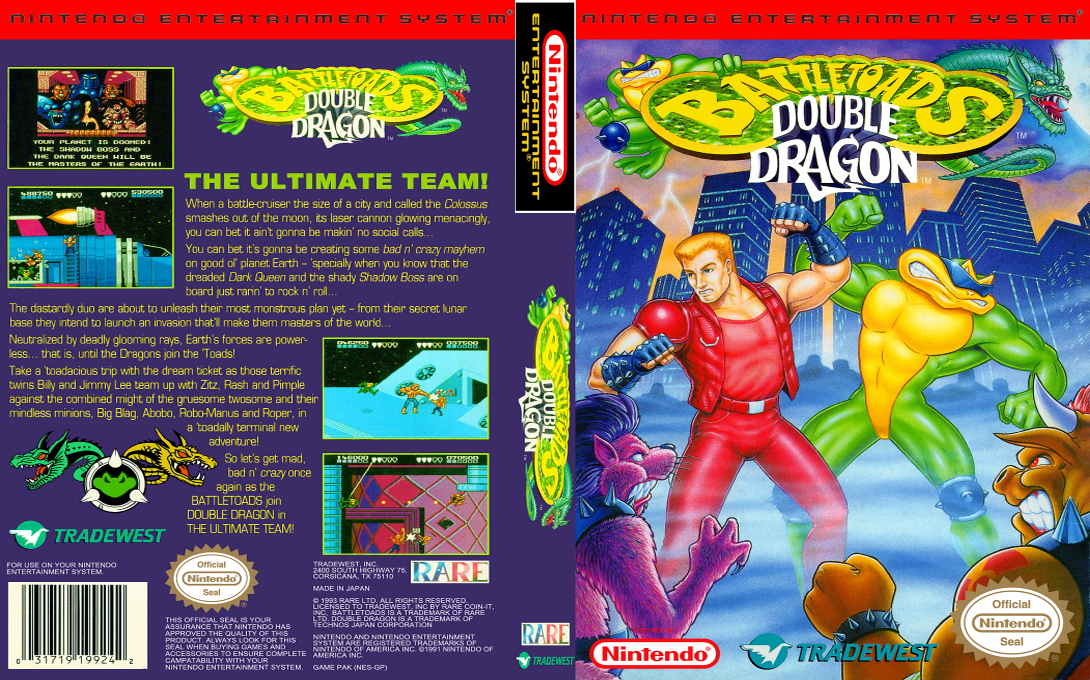 NINTENDO ENTERTAINMENT SYSTEM®
BATTLETOADS
DOUBLE
DRAGON™
YOUR PLANET IS DOOMED!
THE SHADOW BOSS AND
THE DARK QUEEN WILL BE
THE MASTERS OF THE EARTH!
THE ULTIMATE TEAM!
When a battle-cruiser the size of a city and called the Colossus
smashes out of the moon, its laser cannon glowing menacingly,
you can bet it ain't gonna be makin' no social calls...
You can bet it's gonna be creating some bad n' crazy mayhem
on good ol' planet Earth – 'specially when you know that the
dreaded Dark Queen and the shady Shadow Boss are on
board just rarin' to rock n' roll...
The dastardly duo are about to unleash their most monstrous plan yet – from their secret lunar
base they intend to launch an invasion that'll make them masters of the world...
Neutralized by deadly glooming rays, Earth's forces are power-
less... that is, until the Dragons join the 'Toads!
Take a 'toadacious trip with the dream ticket as those terrific
twins Billy and Jimmy Lee team up with Zitz, Rash and Pimple
against the combined might of the gruesome twosome and their
mindless minions, Big Blag, Abobo, Robo-Manus and Roper, in
a 'toadally terminal new
adventure!
So let's get mad,
bad n' crazy once
again as the
BATTLETOADS join
DOUBLE DRAGON in
THE ULTIMATE TEAM!
TRADEWEST
FOR USE ON YOUR NINTENDO
ENTERTAINMENT SYSTEM.
0 31719 19924 2
Official
Nintendo
Seal
THIS OFFICIAL SEAL IS YOUR
ASSURANCE THAT NINTENDO HAS
APPROVED THE QUALITY OF THIS
PRODUCT. ALWAYS LOOK FOR THIS
SEAL WHEN BUYING GAMES AND
ACCESSORIES TO ENSURE COMPLETE
CAMPATABILITY WITH YOUR
NINTENDO ENTERTAINMENT SYSTEM.
TRADEWEST, INC.
2400 SOUTH HIGHWAY 75.
CORSICANA, TX 75110
RARE
MADE IN JAPAN
© 1993 RARE LTD. ALL RIGHTS RESERVED.
LICENSED TO TRADEWEST, INC BY RARE COIN-IT,
INC. BATTLETOADS IS A TRADEMARK OF RARE
LTD. DOUBLE DRAGON IS A TRADEMARK OF
TECHNOS JAPAN CORPORATION
NINTENDO AND NINTENDO ENTERTAINMENT
SYSTEM ARE REGISTERED TRADEMARKS OF
NINTENDO OF AMERICA INC. ©1991 NINTENDO OF
AMERICA INC.
GAME PAK (NES-GP)
Nintendo®
ENTERTAINMENT
SYSTEM®
BATTLETOADS
DOUBLE
DRAGON
RARE
TRADEWEST
NINTENDO ENTERTAINMENT SYSTEM®
BATTLETOADS™
DOUBLE
DRAGON™
Nintendo®
TRADEWEST
Official
Nintendo
Seal